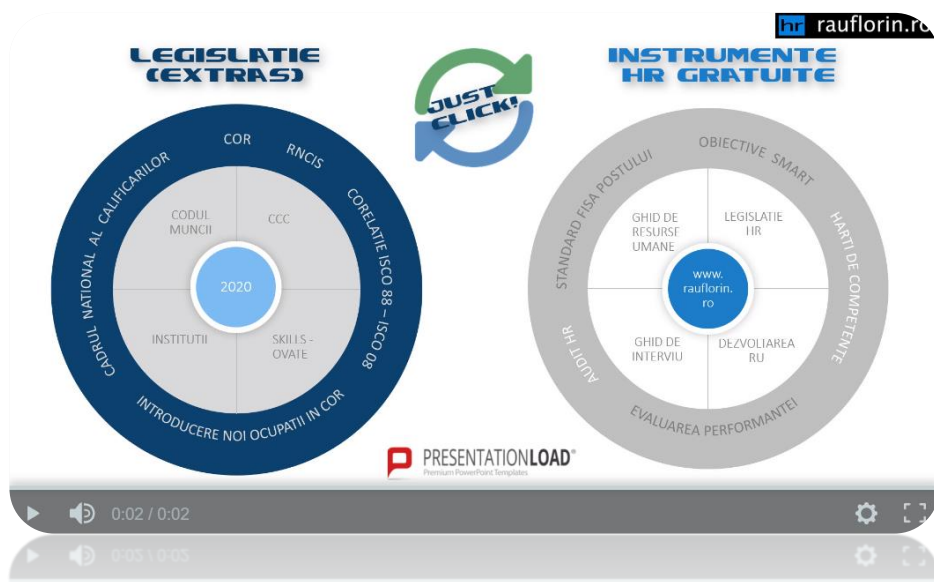 hr rauflorin.ro
LEGISLATIE
(EXTRAS)
JUST
CLICK!
INSTRUMENTE
HR GRATUITE
CADRUL NATIONAL AL CALIFICARILOR
COR
RNCIS
CORELATIE ISCO 88 – ISCO 08
INTRODUCERE NOI OCUPATII IN COR
CODUL
MUNCII
CCC
2020
INSTITUTII
SKILLS -
OVATE
STANDARD FISA POSTULUI
OBIECTIVE SMART
HARTI DE COMPETENTE
EVALUAREA PERFORMANTEI
AUDIT HR
GHID DE
RESURSE
UMANE
LEGISLATIE
HR
www.
rauflorin.
ro
GHID DE
INTERVIU
DEZVOLTAREA
RU
PRESENTATIONLOAD®
Premium PowerPoint Templates
0:02 / 0:02